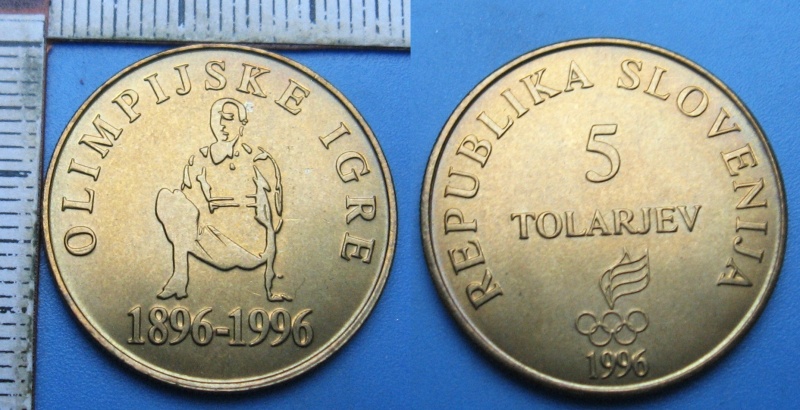 OLIMPIJSKE IGRE
1896-1996
REPUBLIKA SLOVENIJA
5
TOLARJEV
1996